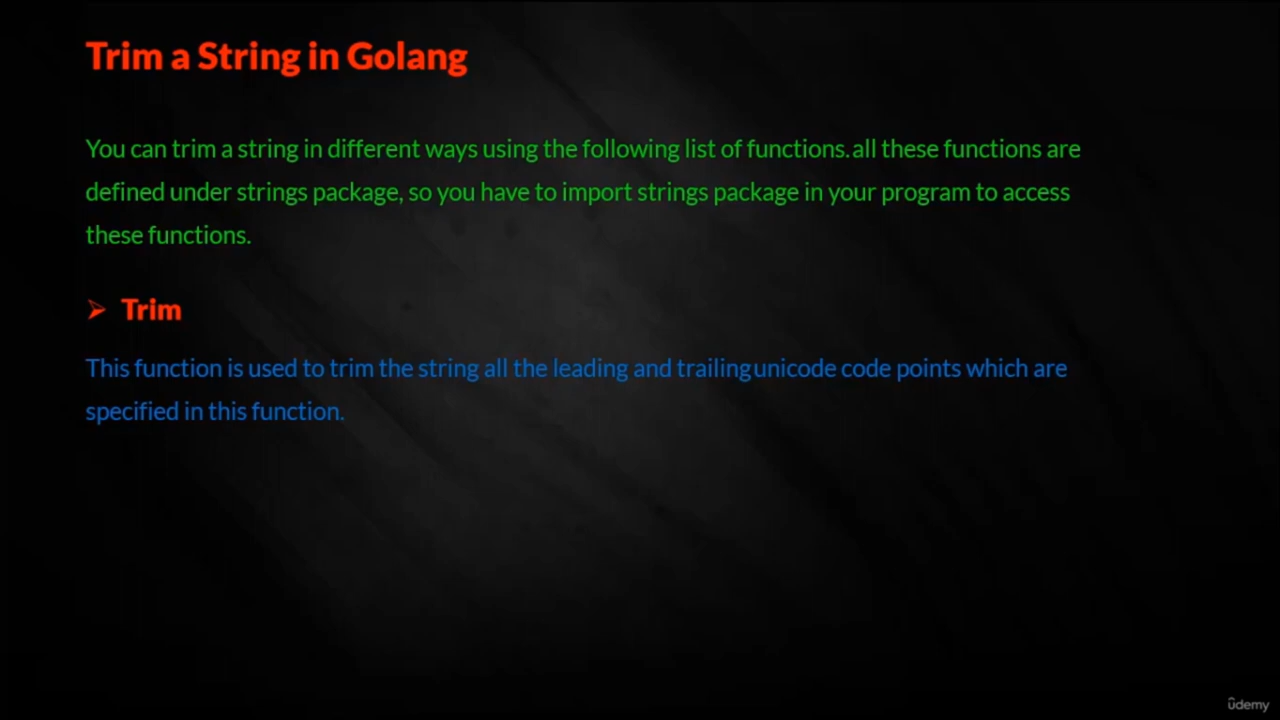 Trim a String in Golang
You can trim a string in different ways using the following list of functions.all these functions are
defined under strings package, so you have to import strings package in your program to access
these functions.
➢ Trim
This function is used to trim the string all the leading and trailing unicode code points which are
specified in this function.
ûdemy